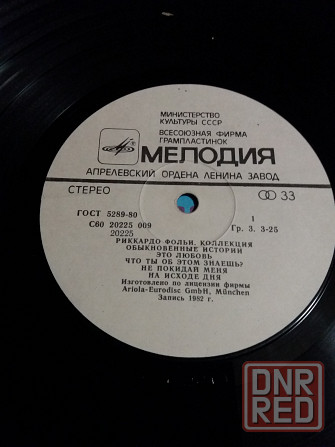 МИНИСТЕРСТВО
КУЛЬТУРЫ СССР
ВСЕСОЮЗНАЯ ФИРМА
ГРАМПЛАСТИНОК
МЕЛОДИЯ
АПРЕЛЕВСКИЙ ОРДЕНА ЛЕНИНА ЗАВОД
СТЕРЕО 33
ГОСТ 5289-80 1
С60 20225 009 Гр. 3. 3-25
20225
РИККАРДО ФОЛЬИ. КОЛЛЕКЦИЯ
ОБЫКНОВЕННЫЕ ИСТОРИИ
ЭТО ЛЮБОВЬ
ЧТО ТЫ ОБ ЭТОМ ЗНАЕШЬ?
НЕ ПОКИДАЙ МЕНЯ
НА ИСХОДЕ ДНЯ
Изготовлено по лицензии фирмы
Ariola-Eurodisc GmbH, München
Запись 1982 г.
DNR
RED